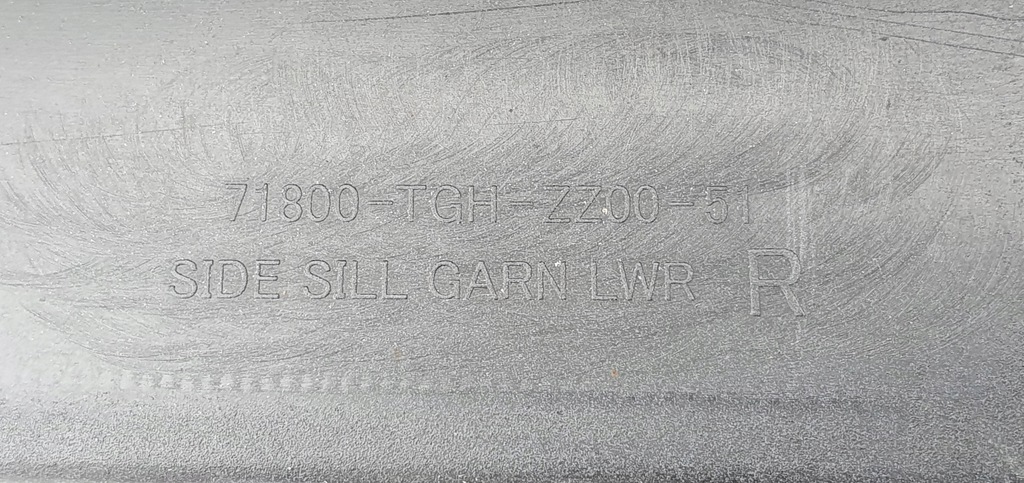 71800-TGH-ZZ00-51
SIDE SILL GARN LWR R